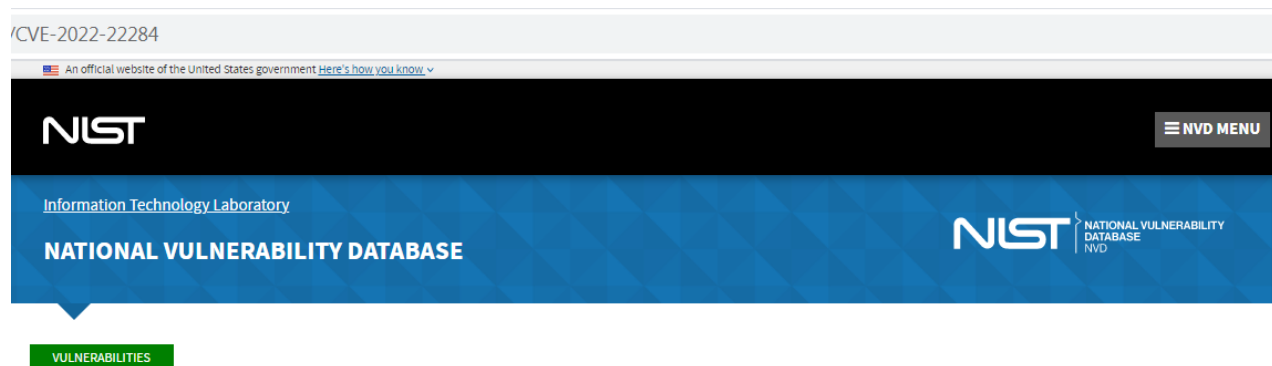 /CVE-2022-22284
An official website of the United States government Here's how you know
NIST
NVD MENU
Information Technology Laboratory
NATIONAL VULNERABILITY DATABASE
NIST
NATIONAL VULNERABILITY
DATABASE
NVD
VULNERABILITIES